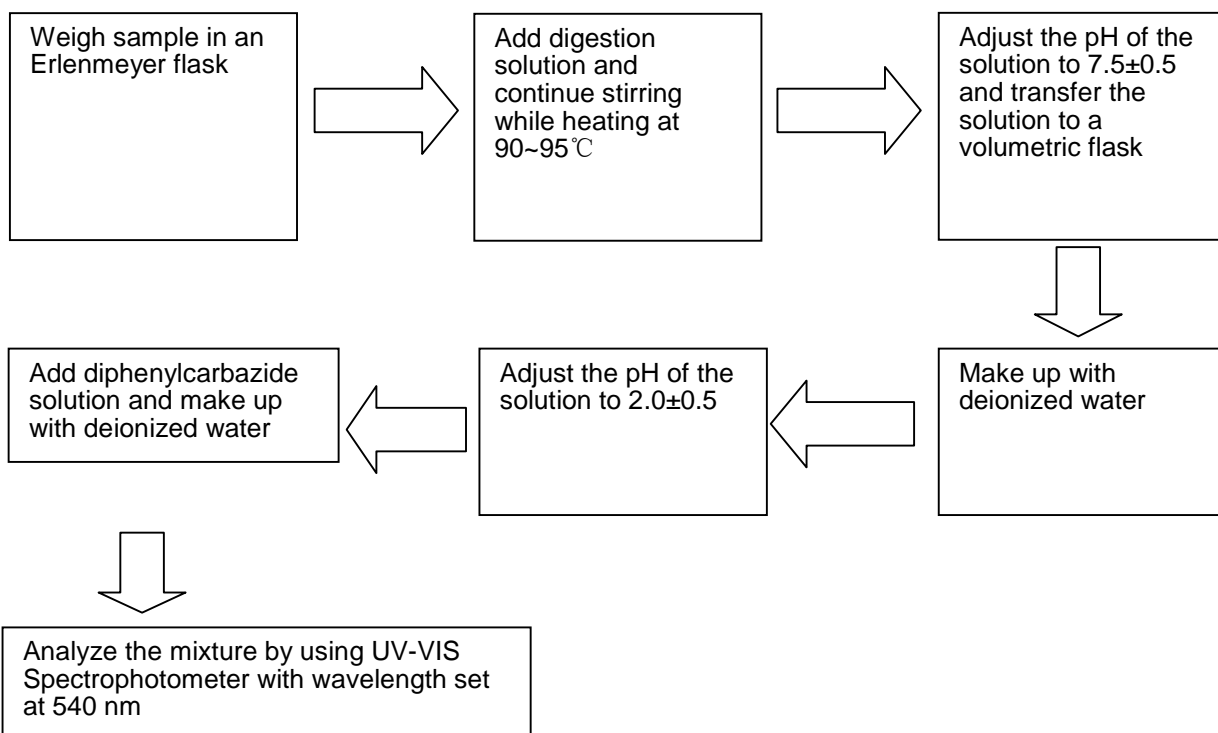 Weigh sample in an
Erlenmeyer flask
Add digestion
solution and
continue stirring
while heating at
90~95℃
Adjust the pH of the
solution to 7.5±0.5
and transfer the
solution to a
volumetric flask
Make up with
deionized water
Adjust the pH of the
solution to 2.0±0.5
Add diphenylcarbazide
solution and make up
with deionized water
Analyze the mixture by using UV-VIS
Spectrophotometer with wavelength set
at 540 nm